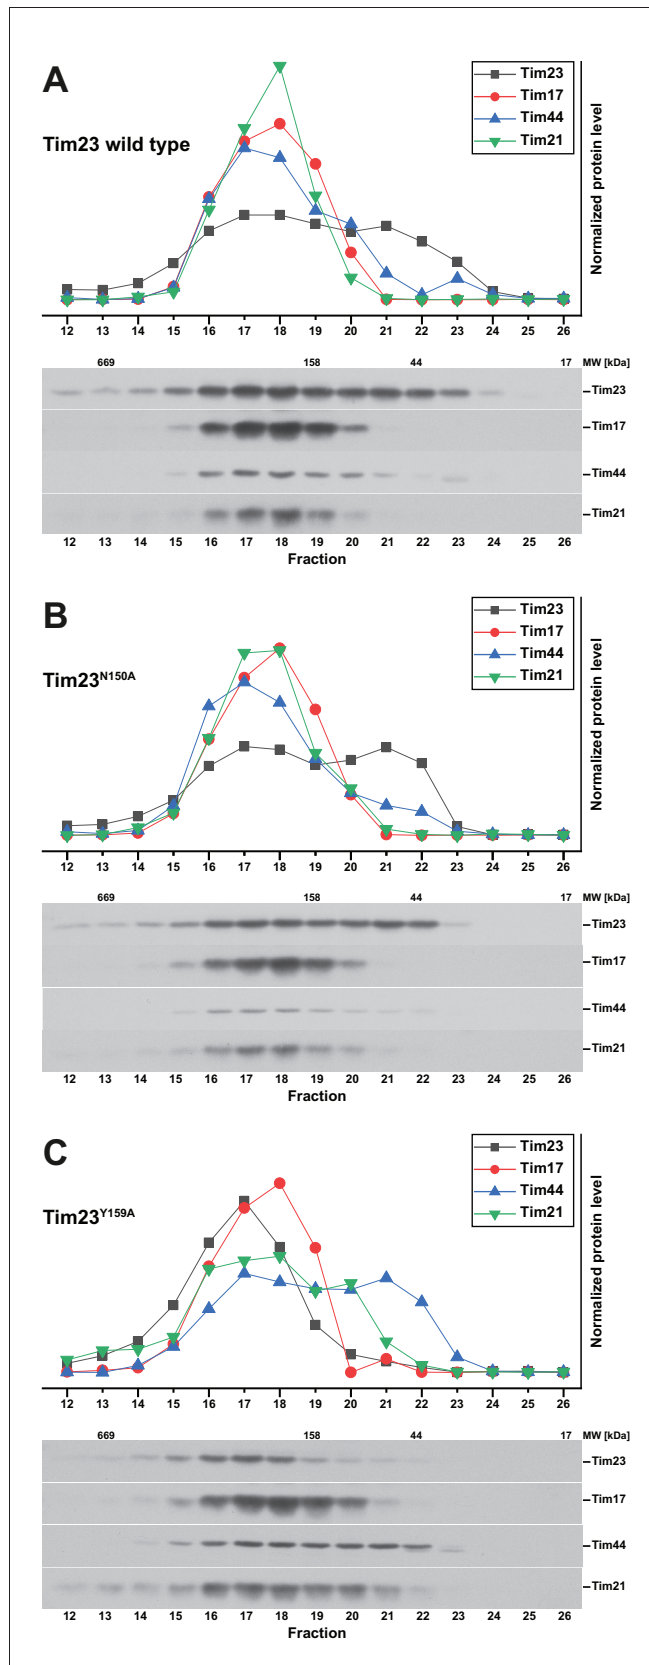 A
Tim23 wild type
Tim23
Tim17
Tim44
Tim21
Normalized protein level
12 13 14 15 16 17 18 19 20 21 22 23 24 25 26
669 158 44 17 MW [kDa]
Tim23
Tim17
Tim44
Tim21
12 13 14 15 16 17 18 19 20 21 22 23 24 25 26
Fraction
B
Tim23N150A
Tim23
Tim17
Tim44
Tim21
Normalized protein level
12 13 14 15 16 17 18 19 20 21 22 23 24 25 26
669 158 44 17 MW [kDa]
Tim23
Tim17
Tim44
Tim21
12 13 14 15 16 17 18 19 20 21 22 23 24 25 26
Fraction
C
Tim23Y159A
Tim23
Tim17
Tim44
Tim21
Normalized protein level
12 13 14 15 16 17 18 19 20 21 22 23 24 25 26
669 158 44 17 MW [kDa]
Tim23
Tim17
Tim44
Tim21
12 13 14 15 16 17 18 19 20 21 22 23 24 25 26
Fraction